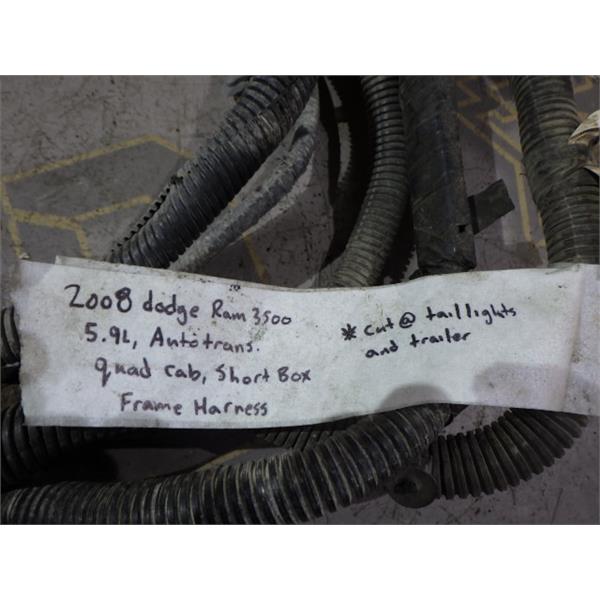 2008 dodge Ram 3500
5.9L, Auto trans.
quad cab, Short Box
Frame Harness
* cut @ taillights
and trailer